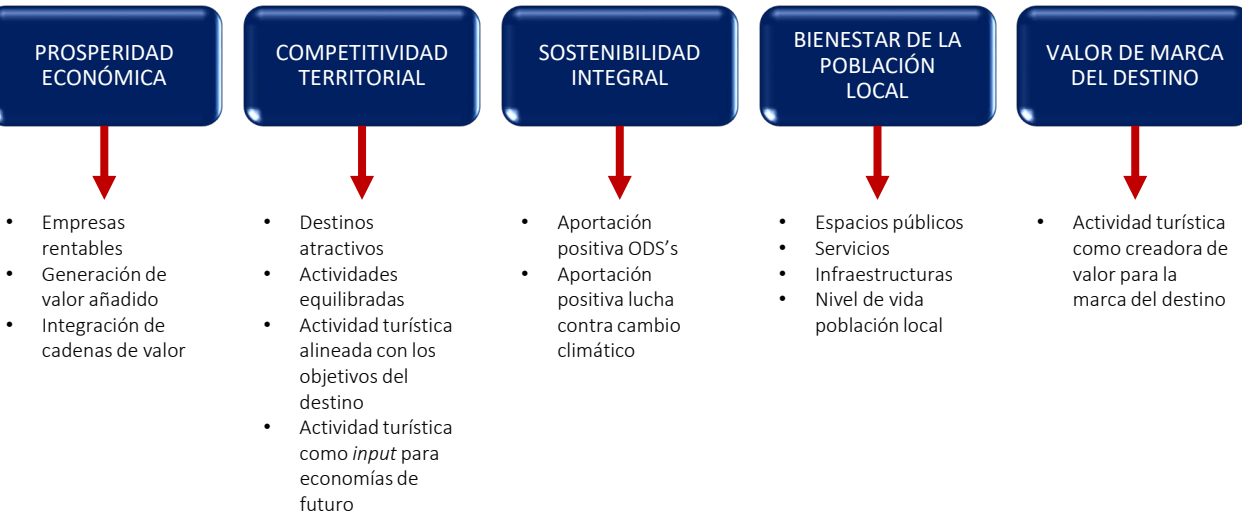 PROSPERIDAD
ECONÓMICA
COMPETITIVIDAD
TERRITORIAL
SOSTENIBILIDAD
INTEGRAL
BIENESTAR DE LA
POBLACIÓN
LOCAL
VALOR DE MARCA
DEL DESTINO
• Empresas
rentables
• Generación de
valor añadido
• Integración de
cadenas de valor
• Destinos
atractivos
• Actividades
equilibradas
• Actividad turística
alineada con los
objetivos del
destino
• Actividad turística
como input para
economías de
futuro
• Aportación
positiva ODS’s
• Aportación
positiva lucha
contra cambio
climático
• Espacios públicos
• Servicios
• Infraestructuras
• Nivel de vida
población local
• Actividad turística
como creadora de
valor para la
marca del destino